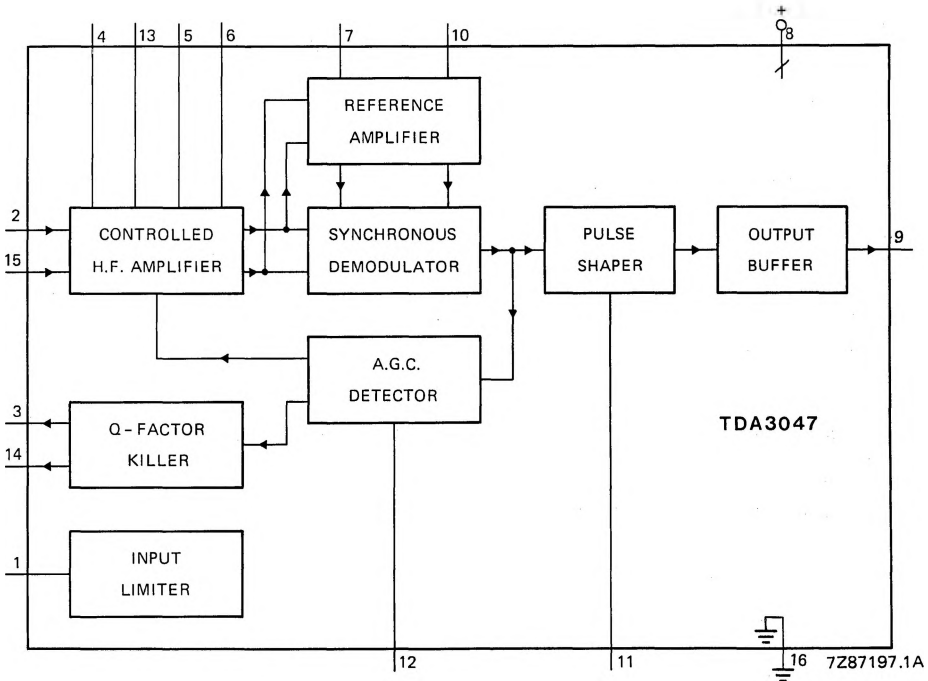 +
4 13 5 6 7 10 8
REFERENCE
AMPLIFIER
2
15
CONTROLLED
H.F. AMPLIFIER
SYNCHRONOUS
DEMODULATOR
PULSE
SHAPER
OUTPUT
BUFFER
9
A.G.C.
DETECTOR
3
14
Q-FACTOR
KILLER
TDA3047
1
INPUT
LIMITER
12 11 16 7Z87197.1A